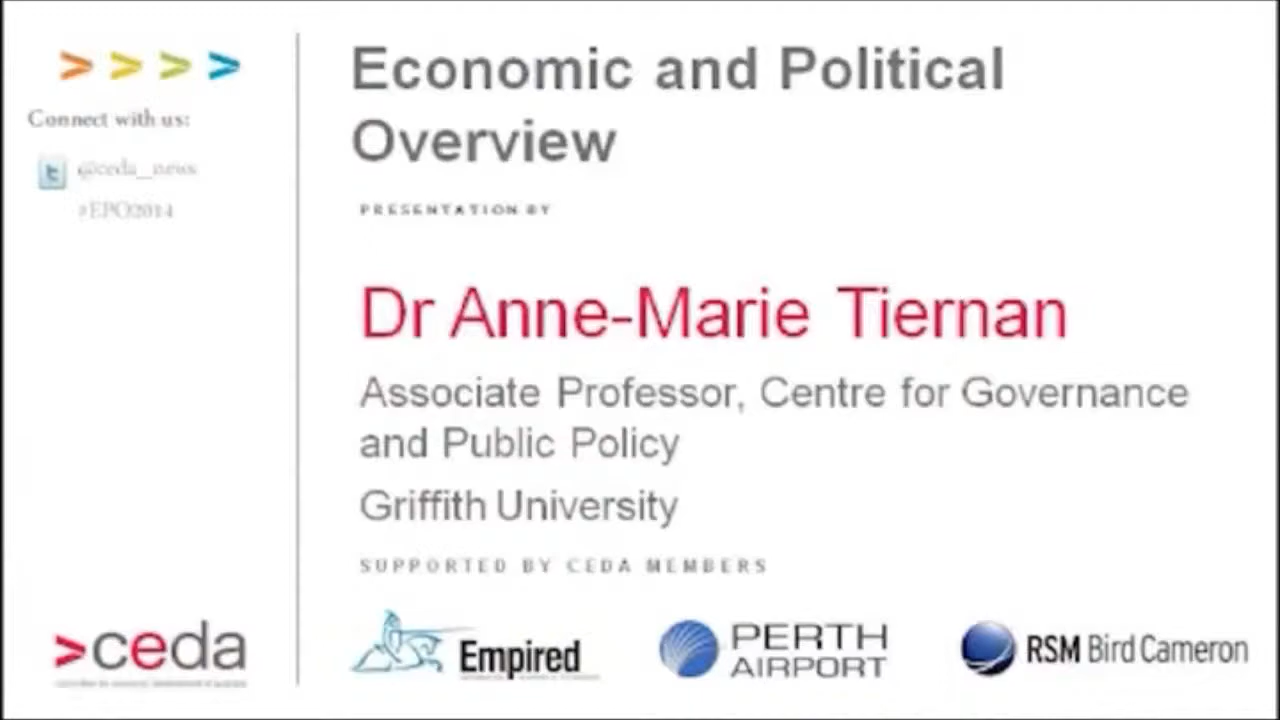 > > > >
Connect with us:
@ceda_news
#EPO2014
Economic and Political
Overview
PRESENTATION BY
Dr Anne-Marie Tiernan
Associate Professor, Centre for Governance
and Public Policy
Griffith University
SUPPORTED BY CEDA MEMBERS
>ceda
Empired
PERTH
AIRPORT
RSM Bird Cameron